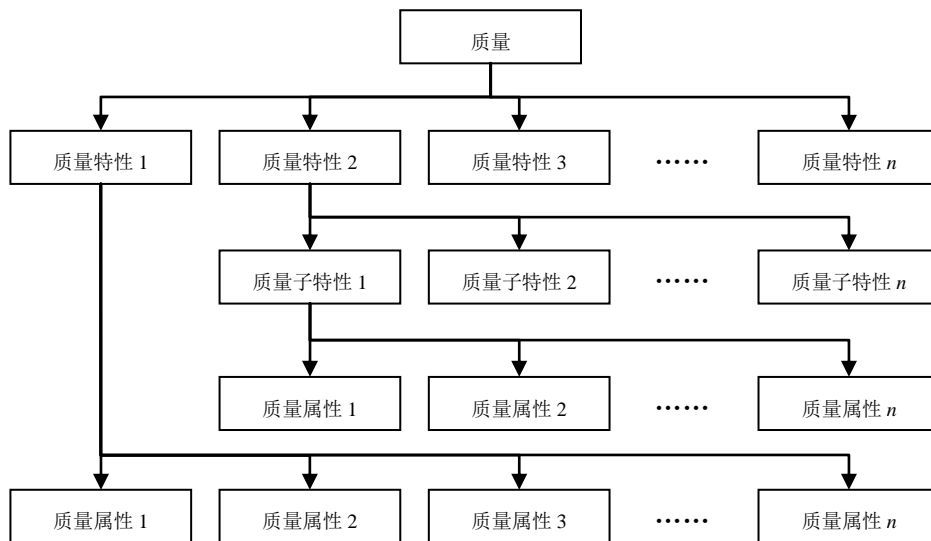 质量
质量特性 1 质量特性 2 质量特性 3 …… 质量特性 n
质量子特性 1 质量子特性 2 …… 质量子特性 n
质量属性 1 质量属性 2 …… 质量属性 n
质量属性 1 质量属性 2 质量属性 3 …… 质量属性 n